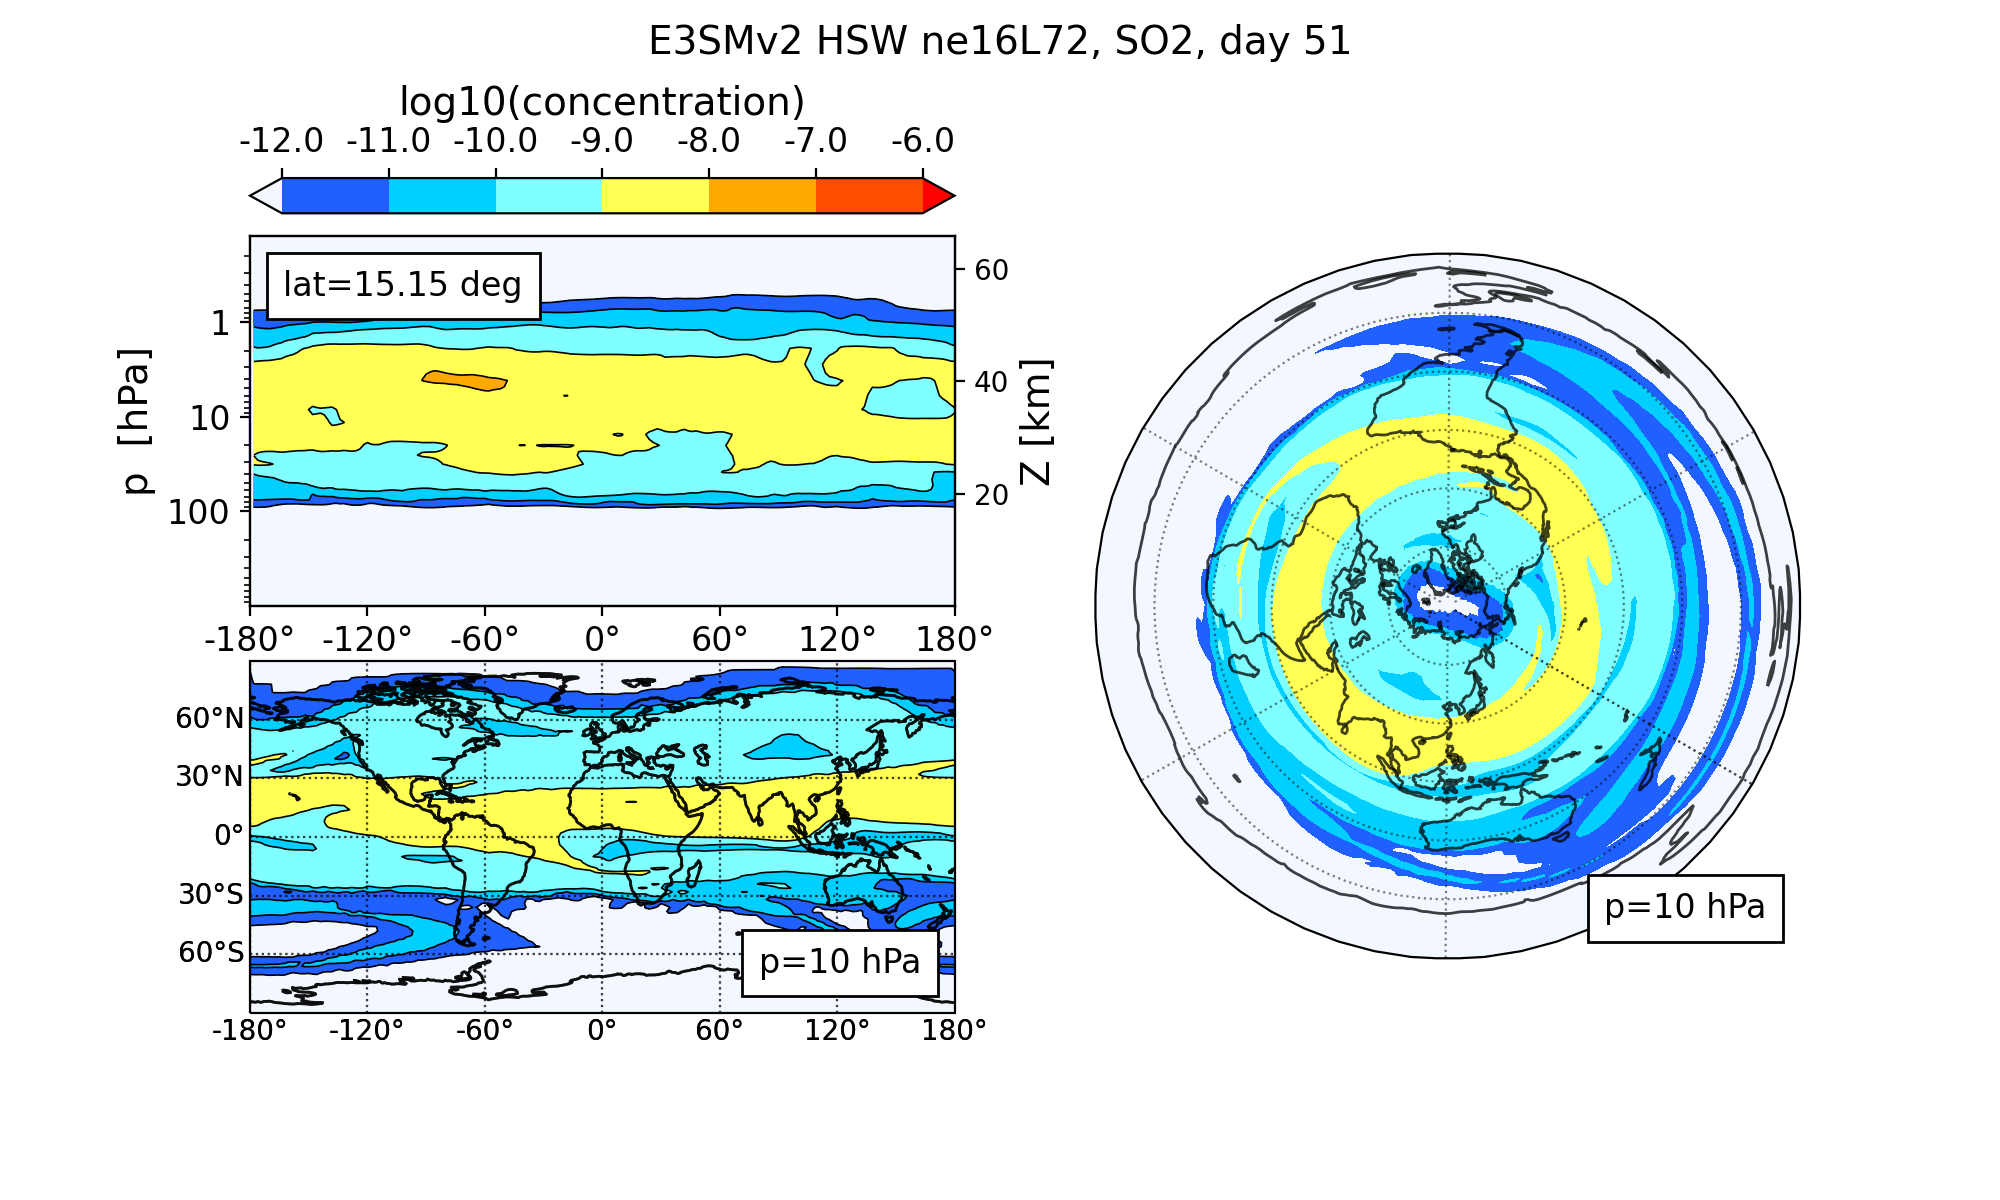 E3SMv2 HSW ne16L72, SO2, day 51
log10(concentration)
-12.0 -11.0 -10.0 -9.0 -8.0 -7.0 -6.0
lat=15.15 deg
p [hPa]
1
10
100
60
40
20
Z [km]
-180° -120° -60° 0° 60° 120° 180°
60°N
30°N
0°
30°S
60°S
p=10 hPa
-180° -120° -60° 0° 60° 120° 180°
p=10 hPa